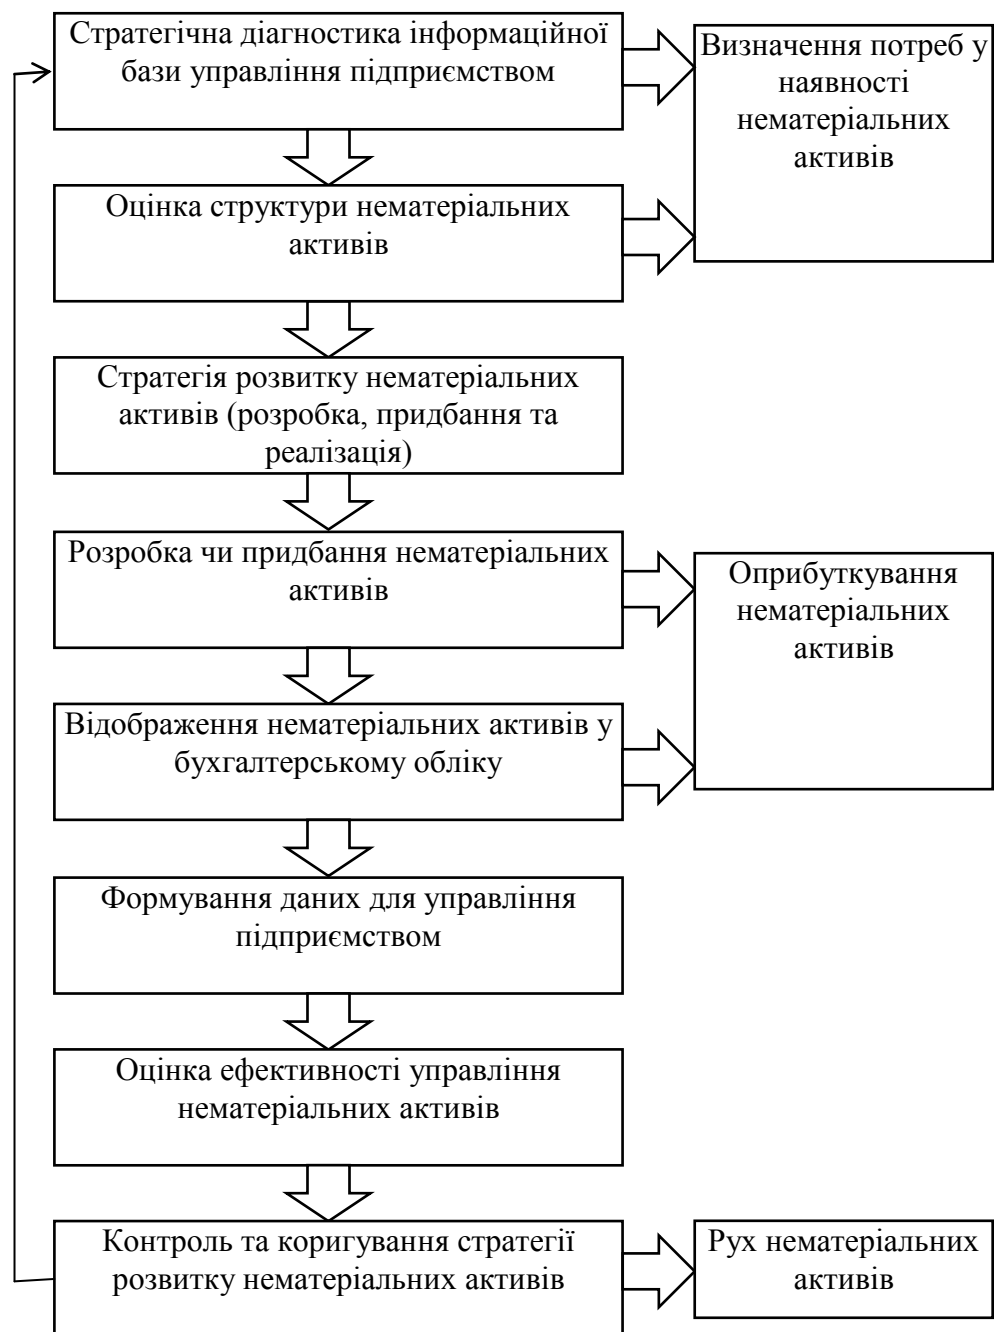 Стратегічна діагностика інформаційної
бази управління підприємством
Визначення потреб у
наявності
нематеріальних
активів
Оцінка структури нематеріальних
активів
Стратегія розвитку нематеріальних
активів (розробка, придбання та
реалізація)
Розробка чи придбання нематеріальних
активів
Оприбуткування
нематеріальних
активів
Відображення нематеріальних активів у
бухгалтерському обліку
Формування даних для управління
підприємством
Оцінка ефективності управління
нематеріальних активів
Контроль та коригування стратегії
розвитку нематеріальних активів
Рух нематеріальних
активів